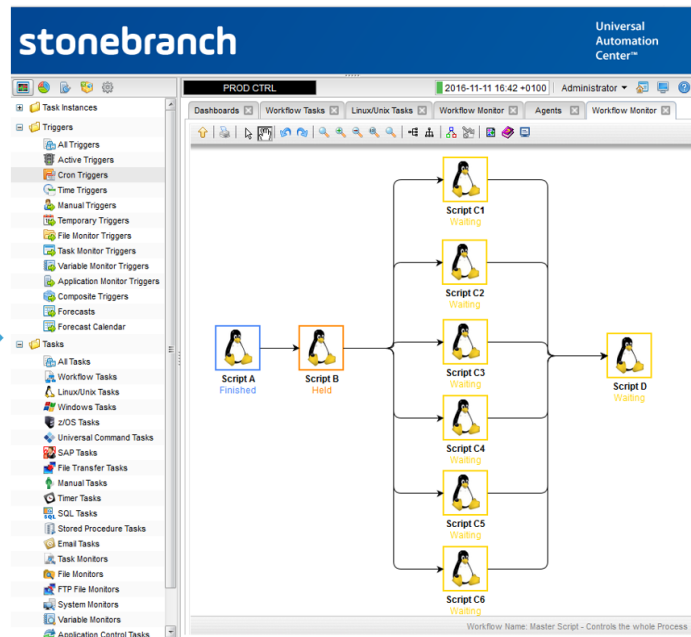 stonebranch
Universal
Automation
Center™
PROD CTRL
2016-11-11 16:42 +0100
Administrator
Dashboards
Workflow Tasks
Linux/Unix Tasks
Workflow Monitor
Agents
Workflow Monitor
Task Instances
Triggers
All Triggers
Active Triggers
Cron Triggers
Time Triggers
Manual Triggers
Temporary Triggers
File Monitor Triggers
Task Monitor Triggers
Variable Monitor Triggers
Application Monitor Triggers
Composite Triggers
Forecasts
Forecast Calendar
Tasks
All Tasks
Workflow Tasks
Linux/Unix Tasks
Windows Tasks
z/OS Tasks
Universal Command Tasks
SAP Tasks
File Transfer Tasks
Manual Tasks
Timer Tasks
SQL Tasks
Stored Procedure Tasks
Email Tasks
Task Monitors
File Monitors
FTP File Monitors
System Monitors
Variable Monitors
Application Control Tasks
Script A
Finished
Script B
Held
Script C1
Waiting
Script C2
Waiting
Script C3
Waiting
Script C4
Waiting
Script C5
Waiting
Script C6
Waiting
Script D
Waiting
Workflow Name: Master Script - Controls the whole Process